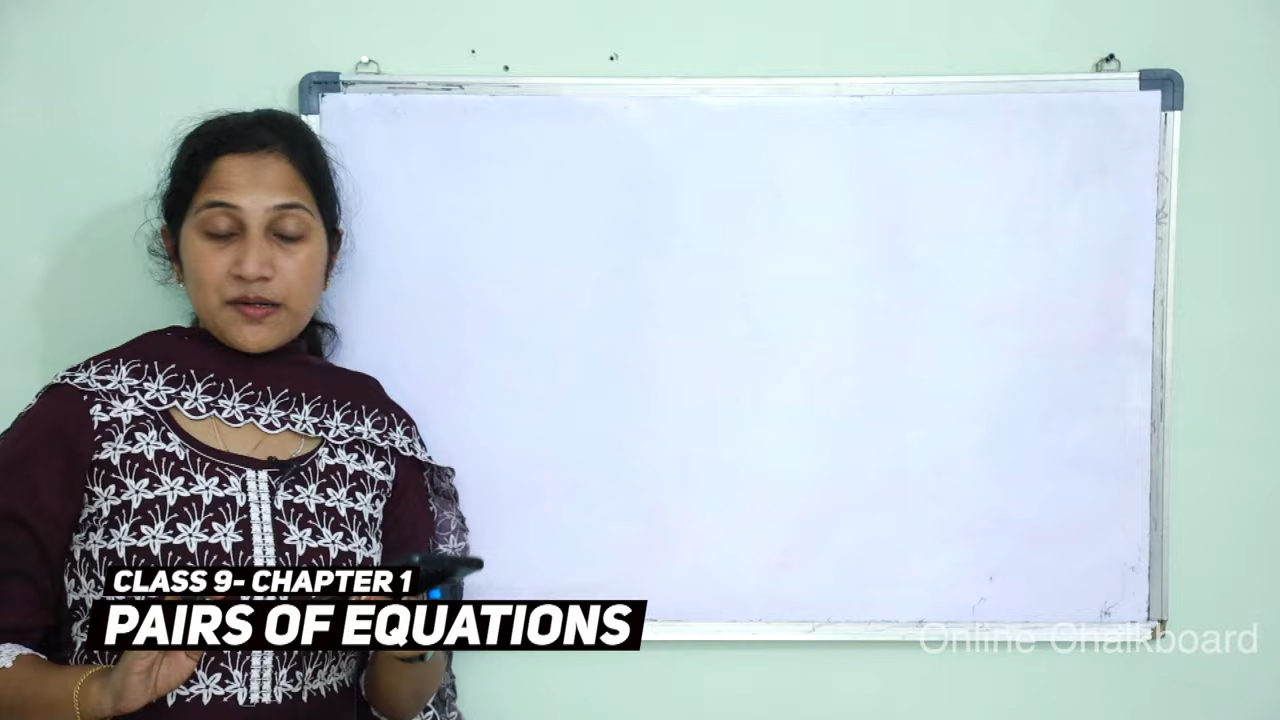 CLASS 9- CHAPTER 1
PAIRS OF EQUATIONS
Online Chalkboard